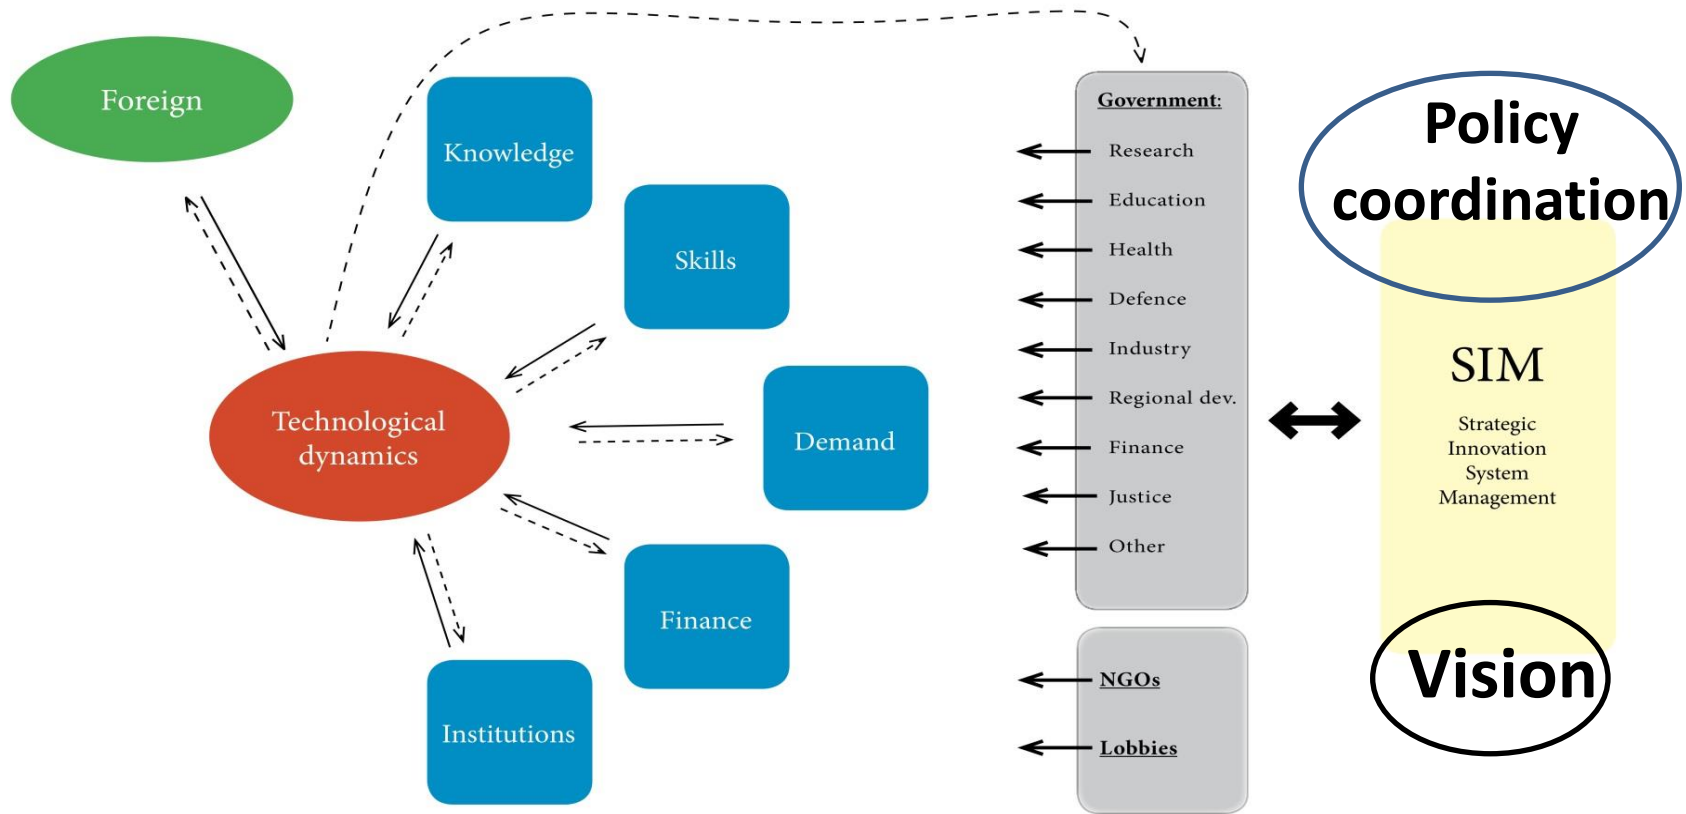 Foreign
Knowledge
Skills
Technological
dynamics
Demand
Finance
Institutions
Government:
Research
Education
Health
Defence
Industry
Regional dev.
Finance
Justice
Other
NGOs
Lobbies
Policy
coordination
SIM
Strategic
Innovation
System
Management
Vision